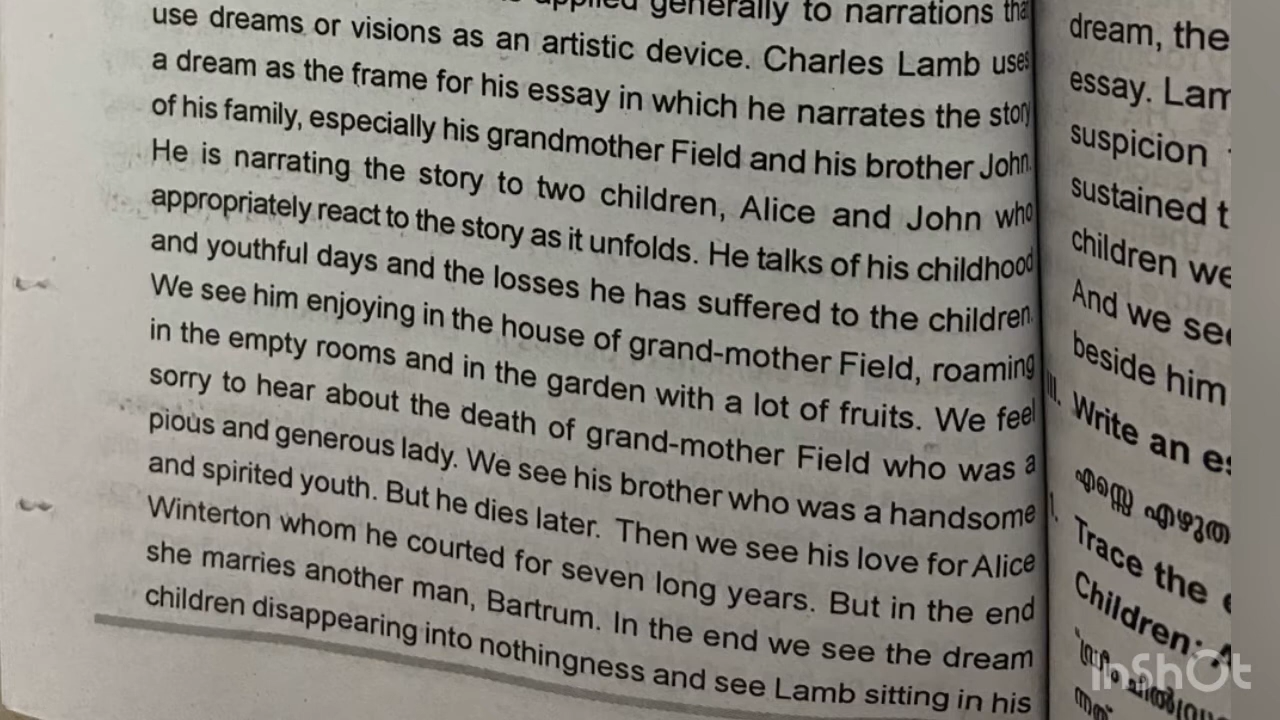 generally to narrations that
use dreams or visions as an artistic device. Charles Lamb uses
a dream as the frame for his essay in which he narrates the story
of his family, especially his grandmother Field and his brother John.
He is narrating the story to two children, Alice and John who
appropriately react to the story as it unfolds. He talks of his childhood
and youthful days and the losses he has suffered to the children.
We see him enjoying in the house of grand-mother Field, roaming
in the empty rooms and in the garden with a lot of fruits. We feel
sorry to hear about the death of grand-mother Field who was a
pious and generous lady. We see his brother who was a handsome
and spirited youth. But he dies later. Then we see his love for Alice
Winterton whom he courted for seven long years. But in the end
she marries another man, Bartrum. In the end we see the dream
children disappearing into nothingness and see Lamb sitting in his
dream, the
essay. Lam
suspicion
sustained t
children we
And we see
beside him
III. Write an es
1. Trace the
Children: A
InShOt